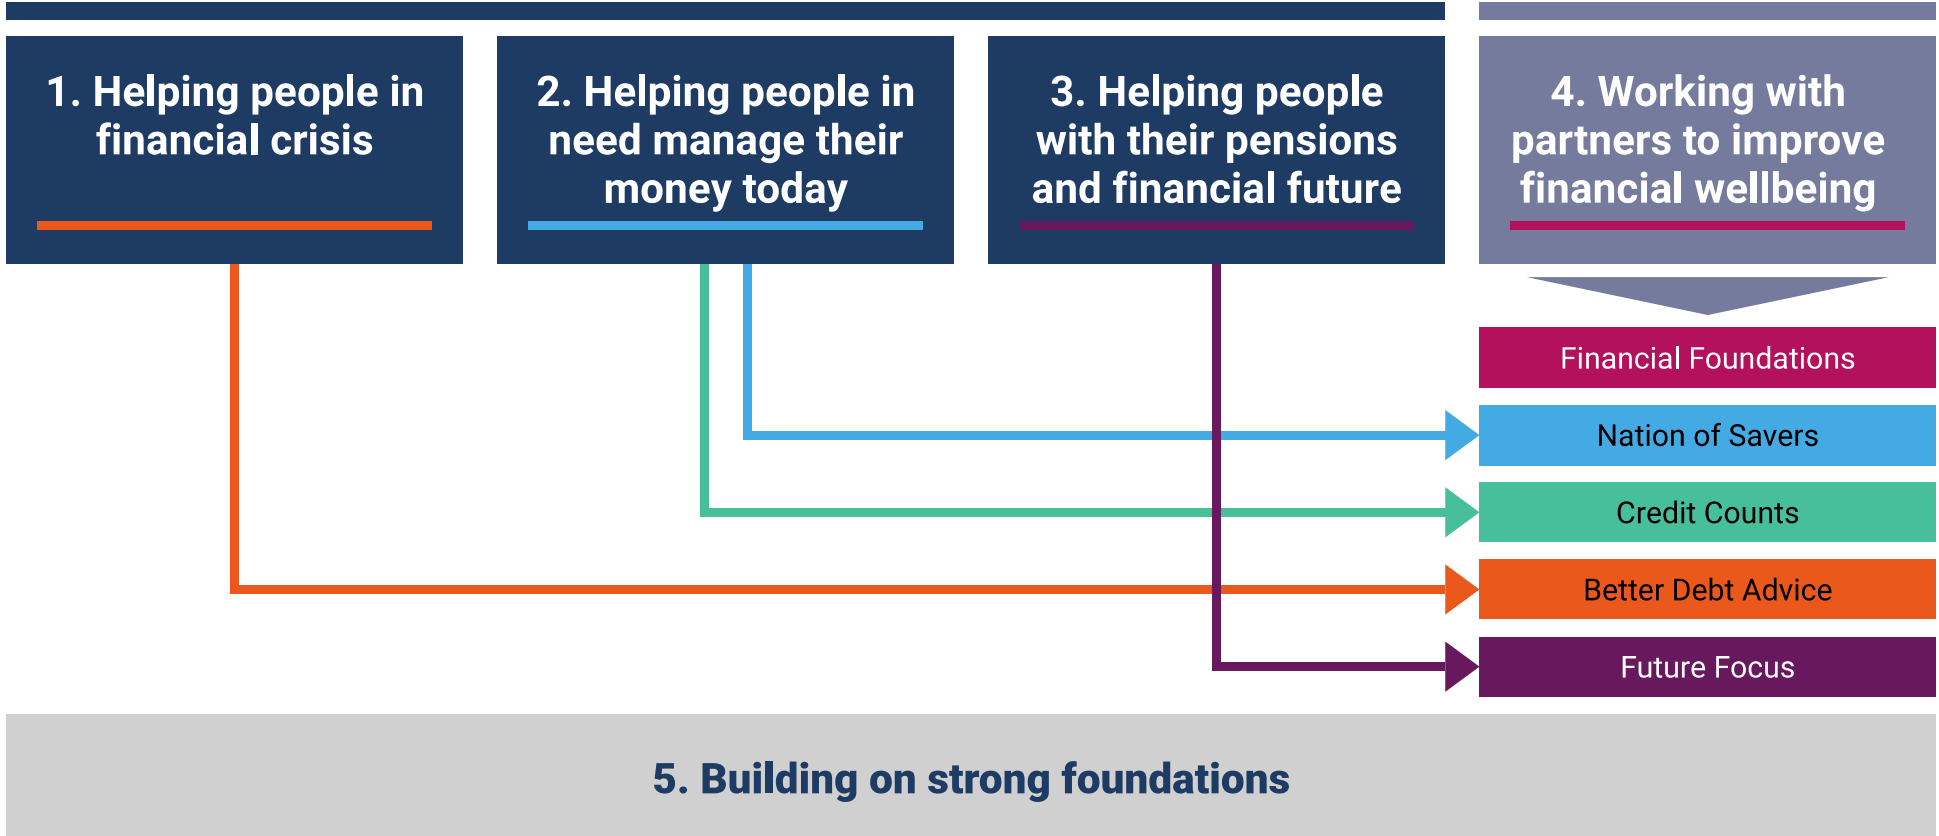 1. Helping people in
financial crisis
2. Helping people in
need manage their
money today
3. Helping people
with their pensions
and financial future
4. Working with
partners to improve
financial wellbeing
Financial Foundations
Nation of Savers
Credit Counts
Better Debt Advice
Future Focus
5. Building on strong foundations